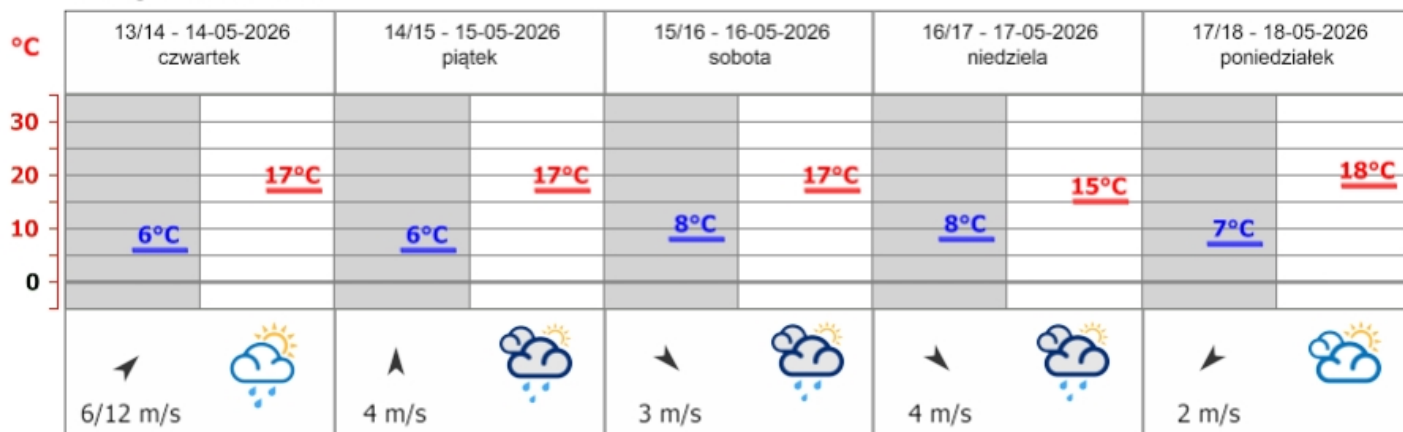 °C
13/14 - 14-05-2026
czwartek
14/15 - 15-05-2026
piątek
15/16 - 16-05-2026
sobota
16/17 - 17-05-2026
niedziela
17/18 - 18-05-2026
poniedziałek
30
20
10
0
6°C
17°C
6°C
17°C
8°C
17°C
8°C
15°C
7°C
18°C
6/12 m/s
4 m/s
3 m/s
4 m/s
2 m/s